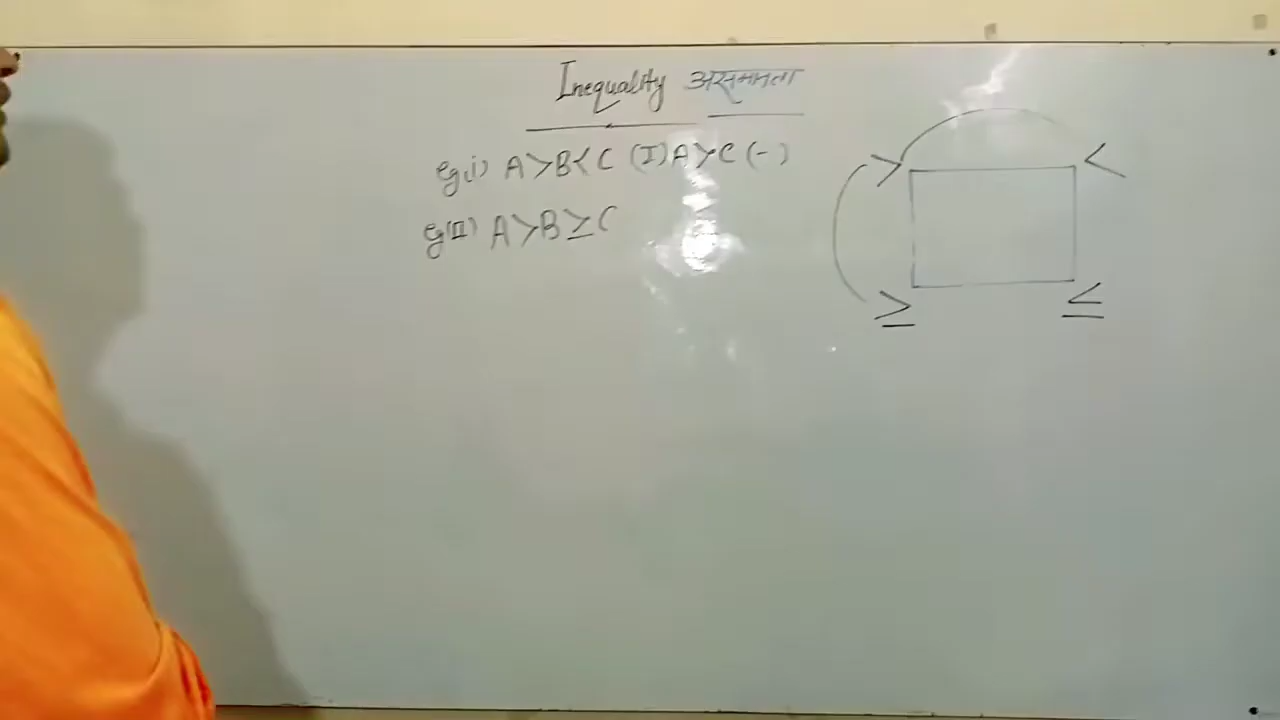 Inequality असमानता
eg(i) A>B<C (I) A>C (-)
eg(II) A>B≥C
> <
≥ ≤